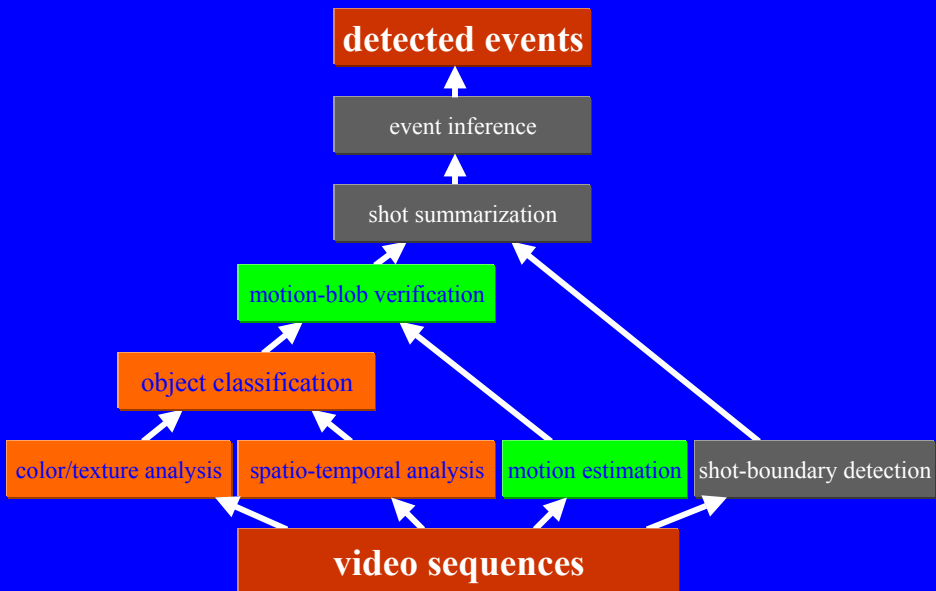 detected events
event inference
shot summarization
motion-blob verification
object classification
color/texture analysis
spatio-temporal analysis
motion estimation
shot-boundary detection
video sequences